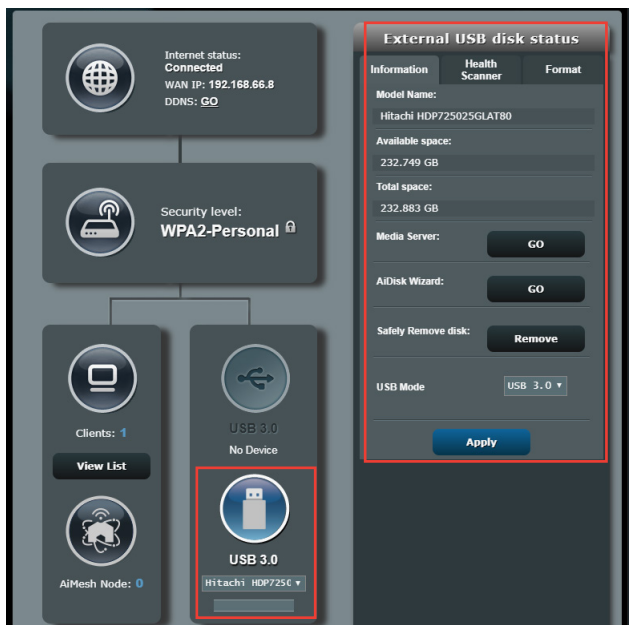 Internet status:
Connected
WAN IP: 192.168.66.8
DDNS: GO
Security level:
WPA2-Personal
Clients: 1
View List
AiMesh Node: 0
USB 3.0
No Device
USB 3.0
Hitachi HDP725
External USB disk status
Information
Health
Scanner
Format
Model Name:
Hitachi HDP725025GLAT80
Available space:
232.749 GB
Total space:
232.883 GB
Media Server:
GO
AiDisk Wizard:
GO
Safely Remove disk:
Remove
USB Mode
USB 3.0
Apply